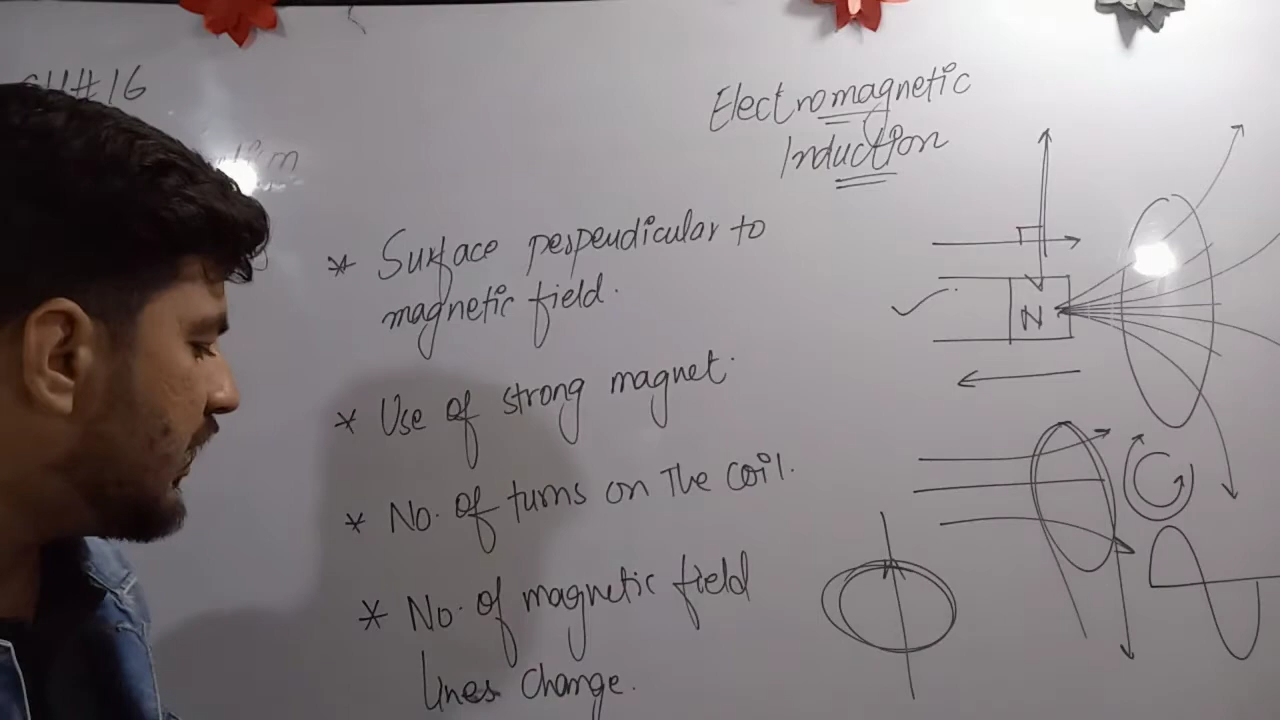 #16
Electromagnetic
Induction
* Surface perpendicular to
magnetic field.
* Use of strong magnet.
* No. of turns on The coil.
* No. of magnetic field
lines change.
N